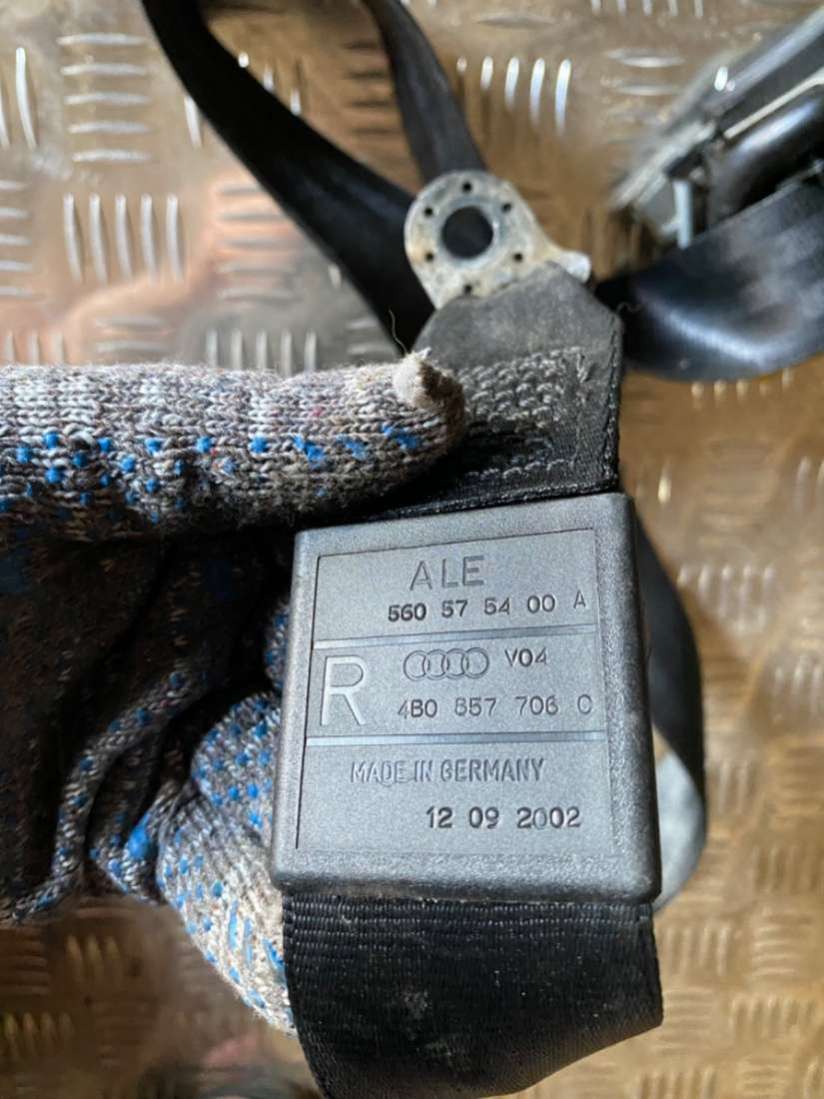 ALE
560 57 54 00 A
R
V04
4B0 857 706 C
MADE IN GERMANY
12 09 2002